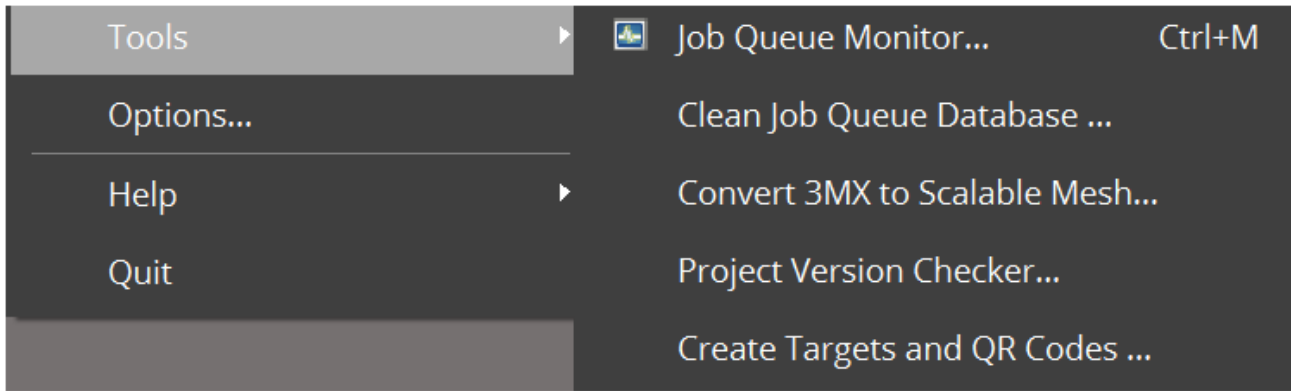 Tools
Options...
Help
Quit
Job Queue Monitor... Ctrl+M
Clean Job Queue Database ...
Convert 3MX to Scalable Mesh...
Project Version Checker...
Create Targets and QR Codes ...